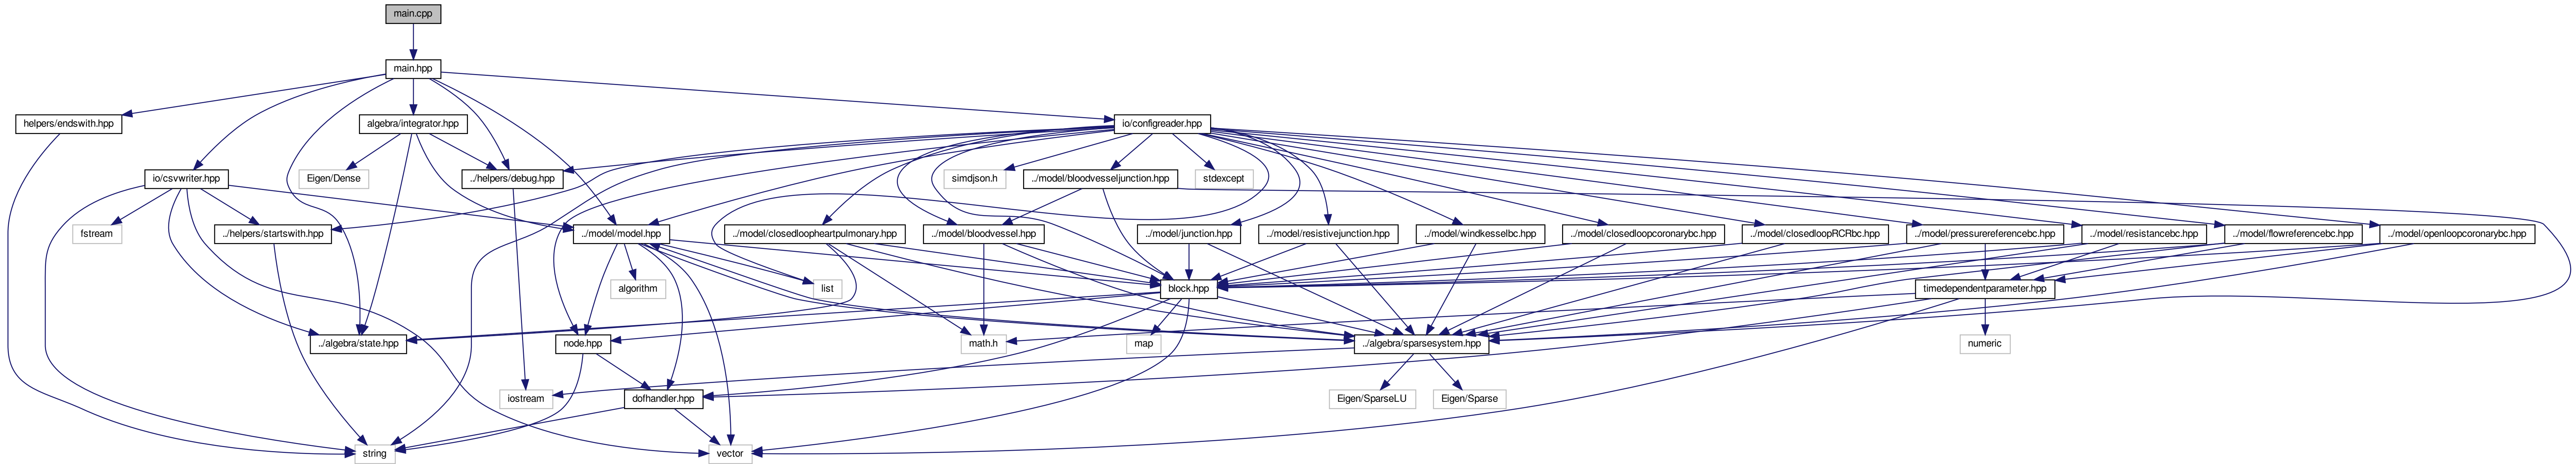 main.cpp
main.hpp
helpers/endswith.hpp
algebra/integrator.hpp
io/configreader.hpp
io/csvwriter.hpp
Eigen/Dense
../helpers/debug.hpp
simdjson.h
../model/bloodvesseljunction.hpp
stdexcept
fstream
../helpers/startswith.hpp
../model/model.hpp
../model/closedloopheartpulmonary.hpp
../model/bloodvessel.hpp
../model/junction.hpp
../model/resistivejunction.hpp
../model/windkesselbc.hpp
../model/closedloopcoronarybc.hpp
../model/closedloopRCRbc.hpp
../model/pressurereferencebc.hpp
../model/resistancebc.hpp
../model/flowreferencebc.hpp
../model/openloopcoronarybc.hpp
algorithm
list
block.hpp
timedependentparameter.hpp
../algebra/state.hpp
node.hpp
math.h
map
../algebra/sparsesystem.hpp
numeric
iostream
dofhandler.hpp
Eigen/SparseLU
Eigen/Sparse
string
vector